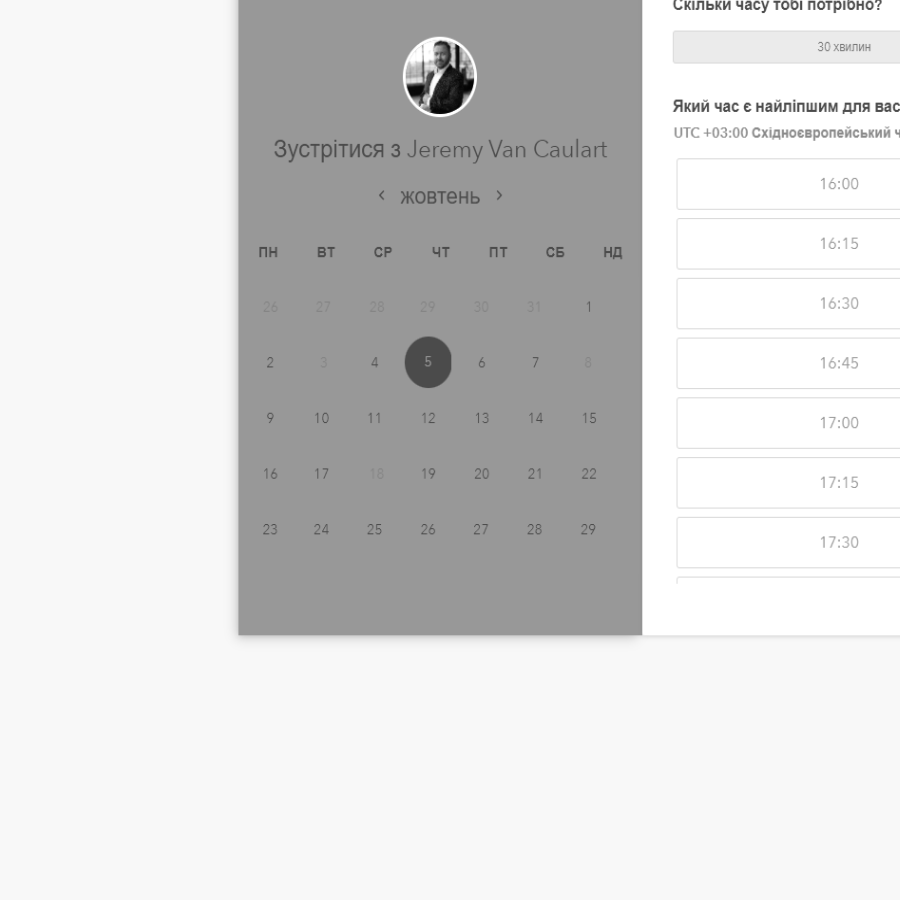 Зустрітися з Jeremy Van Caulart
‹ жовтень ›
ПН ВТ СР ЧТ ПТ СБ НД
26 27 28 29 30 31 1
2 3 4 5 6 7 8
9 10 11 12 13 14 15
16 17 18 19 20 21 22
23 24 25 26 27 28 29
Скільки часу тобі потрібно?
30 хвилин
Який час є найліпшим для вас
UTC +03:00 Східноєвропейський
16:00
16:15
16:30
16:45
17:00
17:15
17:30